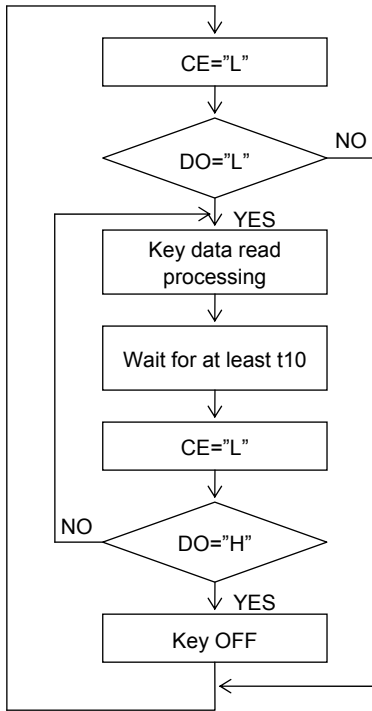 CE=”L”
DO=”L”
NO
YES
Key data read
processing
Wait for at least t10
CE=”L”
DO=”H”
NO
YES
Key OFF